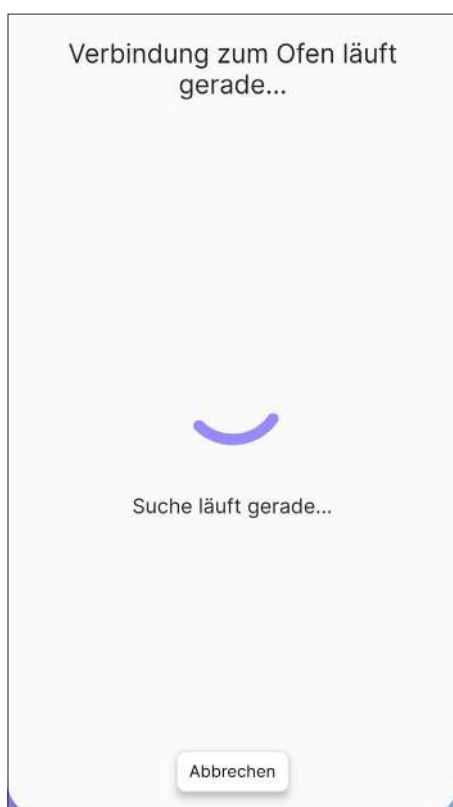 Verbindung zum Ofen läuft
gerade...
Suche läuft gerade...
Abbrechen